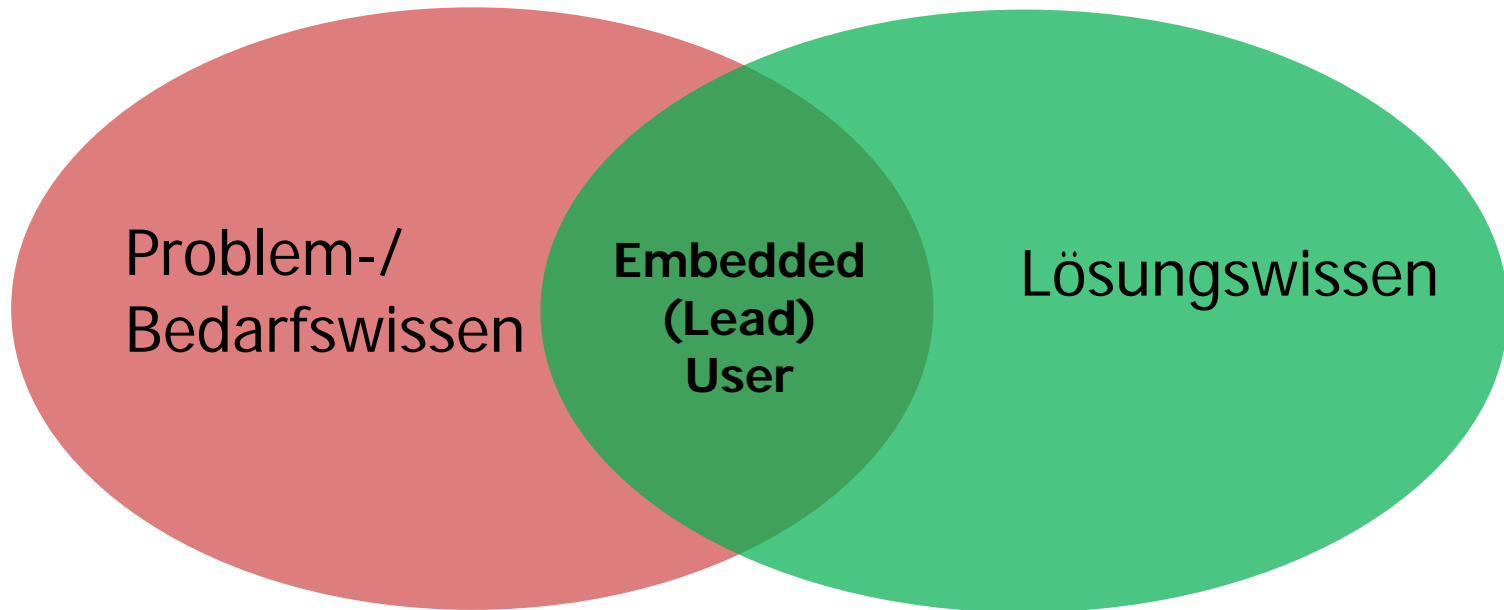 Problem-/
Bedarfswissen
Embedded
(Lead)
User
Lösungswissen